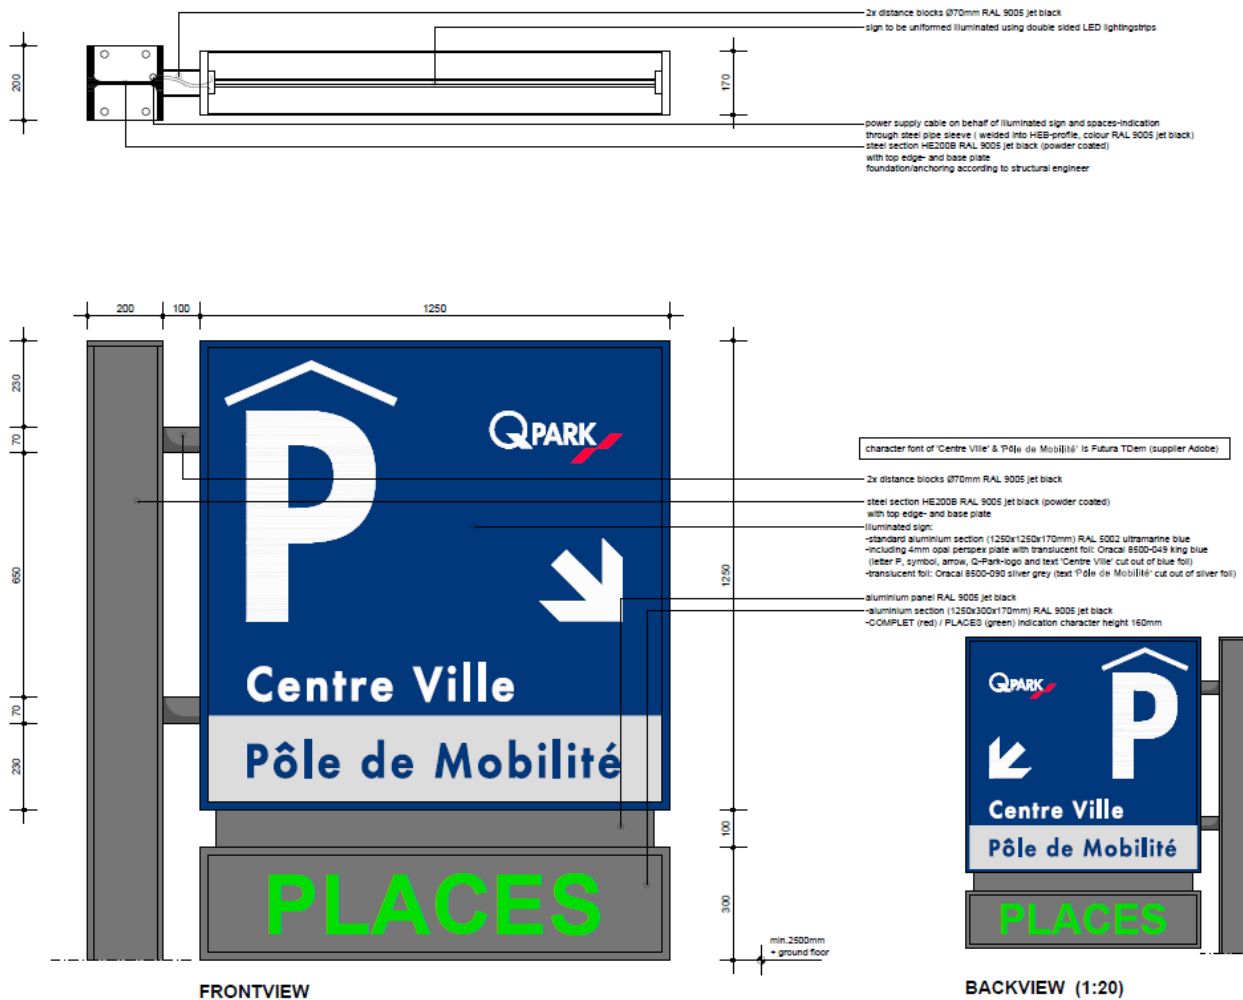 2x distance blocks Ø70mm RAL 9005 jet black
sign to be uniformed illuminated using double sided LED lightingstrips
200
170
power supply cable on behalf of illuminated sign and spaces-indication
through steel pipe sleeve ( welded into HEB-profile, colour RAL 9005 jet black)
steel section HE200B RAL 9005 jet black (powder coated)
with top edge- and base plate
foundation/anchoring according to structural engineer
200
100
1250
230
70
650
70
230
1250
100
300
P
QPARK
Centre Ville
Pôle de Mobilité
PLACES
character font of 'Centre Ville' & 'Pôle de Mobilité' is Futura TDem (supplier Adobe)
2x distance blocks Ø70mm RAL 9005 jet black
steel section HE200B RAL 9005 jet black (powder coated)
with top edge- and base plate
illuminated sign:
-standard aluminium section (1250x1250x170mm) RAL 5002 ultramarine blue
-including 4mm opal perspex plate with translucent foil: Oracal 8500-049 king blue
(letter P, symbol, arrow, Q-Park-logo and text 'Centre Ville' cut out of blue foil)
-translucent foil: Oracal 8500-090 silver grey (text 'Pôle de Mobilité' cut out of silver foil)
aluminium panel RAL 9005 jet black
-aluminium section (1250x300x170mm) RAL 9005 jet black
-COMPLET (red) / PLACES (green) indication character height 160mm
min.2500mm
+ ground floor
FRONTVIEW
QPARK
P
Centre Ville
Pôle de Mobilité
PLACES
BACKVIEW (1:20)